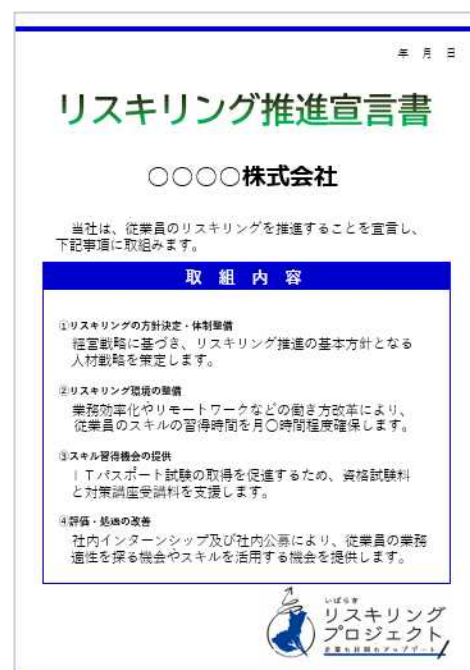 年 月 日
リスキリング推進宣言書
○○○○株式会社
当社は、従業員のリスキリングを推進することを宣言し、
下記事項に取組みます。
取 組 内 容
①リスキリングの方針決定・体制整備
経営戦略に基づき、リスキリング推進の基本方針となる
人材戦略を策定します。
②リスキリング環境の整備
業務効率化やリモートワークなどの働き方改革により、
従業員のスキルの習得時間を月○時間程度確保します。
③スキル習得機会の提供
ＩＴパスポート試験の取得を促進するため、資格試験料
と対策講座受講料を支援します。
④評価・処遇の改善
社内インターンシップ及び社内公募により、従業員の業務
適性を探る機会やスキルを活用する機会を提供します。
いばらき
リスキリング
プロジェクト
企業も社員もアップデート！